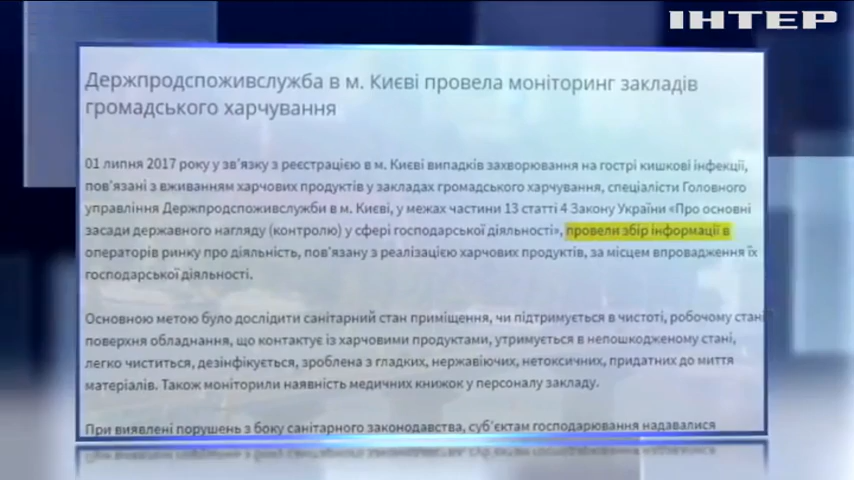 ІНТЕР
Держпродспоживслужба в м. Києві провела моніторинг закладів
громадського харчування
01 липня 2017 року у зв'язку з реєстрацією в м. Києві випадків захворювання на гострі кишкові інфекції,
пов'язані з вживанням харчових продуктів у закладах громадського харчування, спеціалісти Головного
управління Держпродспоживслужби в м. Києві, у межах частини 13 статті 4 Закону України «Про основні
засади державного нагляду (контролю) у сфері господарської діяльності», провели збір інформації в
операторів ринку про діяльність, пов'язану з реалізацією харчових продуктів, за місцем впровадження їх
господарської діяльності.
Основною метою було дослідити санітарний стан приміщення, чи підтримується в чистоті, робочому стані
поверхня обладнання, що контактує із харчовими продуктами, утримується в непошкодженому стані,
легко чиститься, дезінфікується, зроблена з гладких, нержавіючих, нетоксичних, придатних до миття
матеріалів. Також моніторили наявність медичних книжок у персоналу закладу.
При виявлені порушень з боку санітарного законодавства, суб'єктам господарювання надавалися